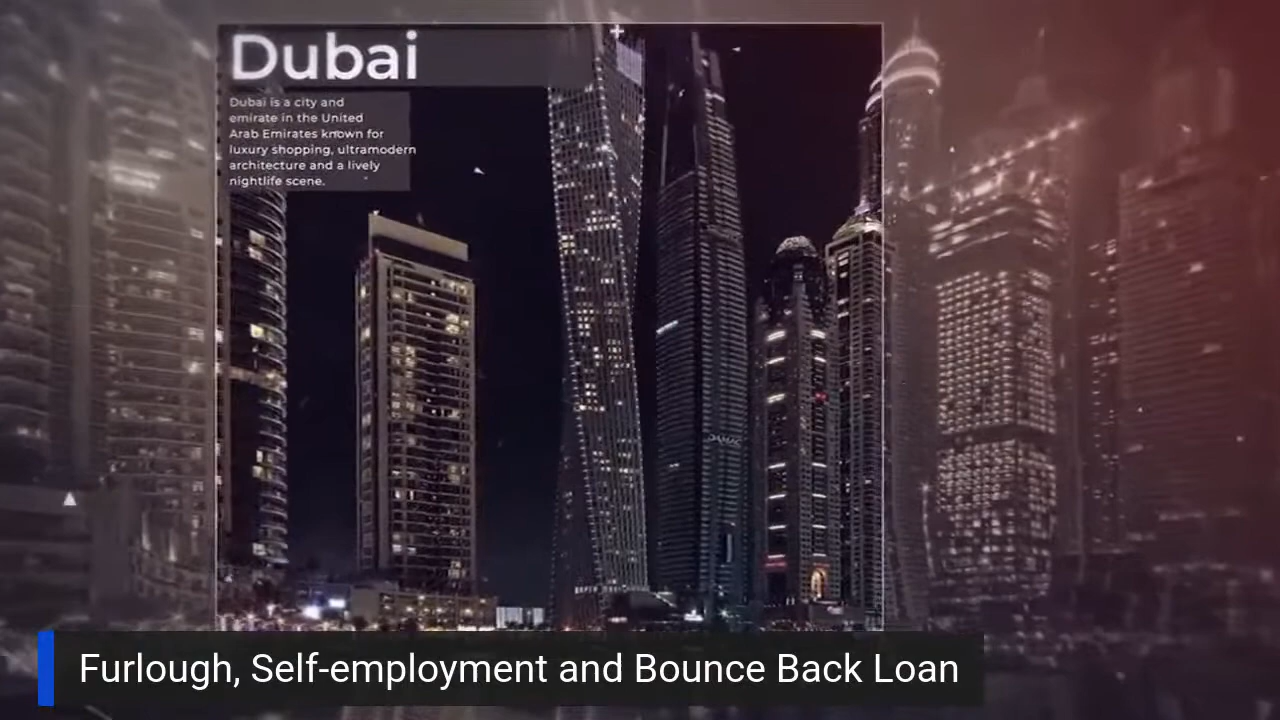 Dubai
Dubai is a city and
emirate in the United
Arab Emirates known for
luxury shopping, ultramodern
architecture and a lively
nightlife scene.
DAMAC
Furlough, Self-employment and Bounce Back Loan